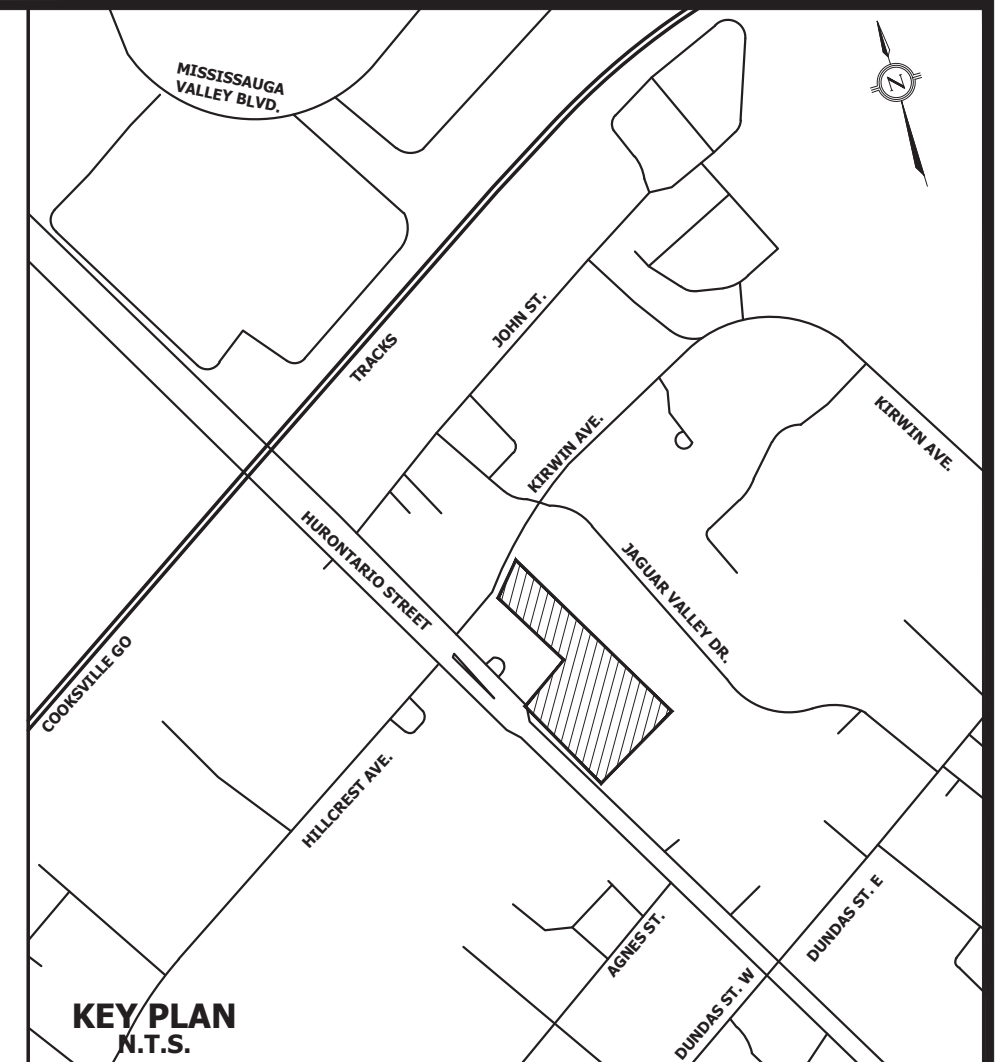 MISSISSAUGA
VALLEY BLVD.
N
JOHN ST.
TRACKS
KIRWIN AVE.
KIRWIN AVE.
HURONTARIO STREET
JAGUAR VALLEY DR.
COOKSVILLE GO
HILLCREST AVE.
DUNDAS ST. E
AGNES ST.
DUNDAS ST. W
KEY PLAN
N.T.S.